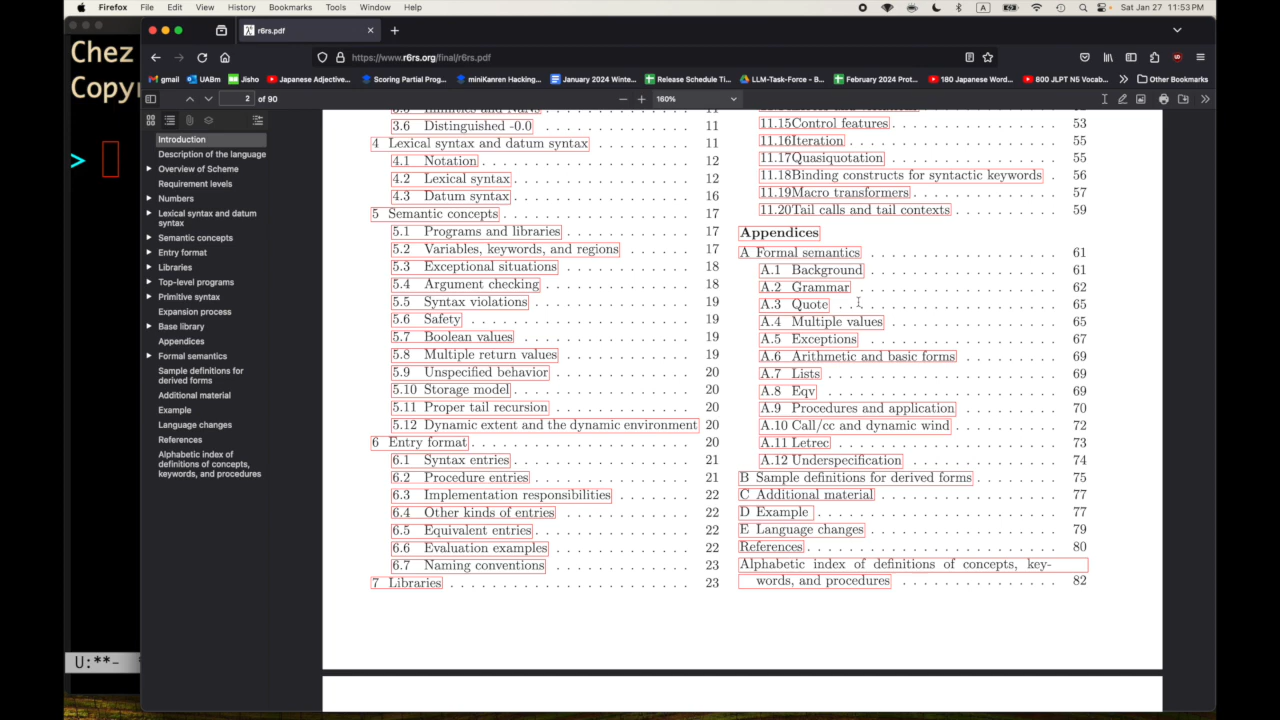 Firefox File Edit View History Bookmarks Tools Window Help
Sat Jan 27 11:53 PM
r6rs.pdf
https://www.r6rs.org/final/r6rs.pdf
gmail UABm Jisho Japanese Adjective... Scoring Partial Prog... miniKanren Hacking... January 2024 Winte... Release Schedule Ti... LLM-Task-Force - B... February 2024 Prot... 180 Japanese Word... 800 JLPT N5 Vocab... Other Bookmarks
2 of 90
160%
Chez
Copyr
>
U:**-
Introduction
Description of the language
Overview of Scheme
Requirement levels
Numbers
Lexical syntax and datum
syntax
Semantic concepts
Entry format
Libraries
Top-level programs
Primitive syntax
Expansion process
Base library
Appendices
Formal semantics
Sample definitions for
derived forms
Additional material
Example
Language changes
References
Alphabetic index of
definitions of concepts,
keywords, and procedures
3.6 Distinguished -0.0 11
4 Lexical syntax and datum syntax 11
4.1 Notation . . . . . . . . . . . . . . . . . . . 12
4.2 Lexical syntax . . . . . . . . . . . . . . . . 12
4.3 Datum syntax . . . . . . . . . . . . . . . . 16
5 Semantic concepts . . . . . . . . . . . . . . . . 17
5.1 Programs and libraries . . . . . . . . . . . 17
5.2 Variables, keywords, and regions . . . . . . 17
5.3 Exceptional situations . . . . . . . . . . . 18
5.4 Argument checking . . . . . . . . . . . . . 18
5.5 Syntax violations . . . . . . . . . . . . . . 19
5.6 Safety . . . . . . . . . . . . . . . . . . . . 19
5.7 Boolean values . . . . . . . . . . . . . . . 19
5.8 Multiple return values . . . . . . . . . . . 19
5.9 Unspecified behavior . . . . . . . . . . . . 20
5.10 Storage model . . . . . . . . . . . . . . . . 20
5.11 Proper tail recursion . . . . . . . . . . . . 20
5.12 Dynamic extent and the dynamic environment 20
6 Entry format . . . . . . . . . . . . . . . . . . 20
6.1 Syntax entries . . . . . . . . . . . . . . . . 21
6.2 Procedure entries . . . . . . . . . . . . . . 21
6.3 Implementation responsibilities . . . . . . 22
6.4 Other kinds of entries . . . . . . . . . . . 22
6.5 Equivalent entries . . . . . . . . . . . . . 22
6.6 Evaluation examples . . . . . . . . . . . . 22
6.7 Naming conventions . . . . . . . . . . . . 23
7 Libraries . . . . . . . . . . . . . . . . . . . . 23
11.15Control features . . . . . . . . . . . . . . 53
11.16Iteration . . . . . . . . . . . . . . . . . . 55
11.17Quasiquotation . . . . . . . . . . . . . . 55
11.18Binding constructs for syntactic keywords . 56
11.19Macro transformers . . . . . . . . . . . . 57
11.20Tail calls and tail contexts . . . . . . . . 59
Appendices
A Formal semantics . . . . . . . . . . . . . . . 61
A.1 Background . . . . . . . . . . . . . . . . 61
A.2 Grammar . . . . . . . . . . . . . . . . . 62
A.3 Quote . . . . . . . . . . . . . . . . . . . 65
A.4 Multiple values . . . . . . . . . . . . . . 65
A.5 Exceptions . . . . . . . . . . . . . . . . 67
A.6 Arithmetic and basic forms . . . . . . . . 69
A.7 Lists . . . . . . . . . . . . . . . . . . . 69
A.8 Eqv . . . . . . . . . . . . . . . . . . . . 69
A.9 Procedures and application . . . . . . . . 70
A.10 Call/cc and dynamic wind . . . . . . . . 72
A.11 Letrec . . . . . . . . . . . . . . . . . . 73
A.12 Underspecification . . . . . . . . . . . . 74
B Sample definitions for derived forms . . . . . 75
C Additional material . . . . . . . . . . . . . . 77
D Example . . . . . . . . . . . . . . . . . . . 77
E Language changes . . . . . . . . . . . . . . . 79
References . . . . . . . . . . . . . . . . . . . 80
Alphabetic index of definitions of concepts, key-
words, and procedures . . . . . . . . . . . . 82